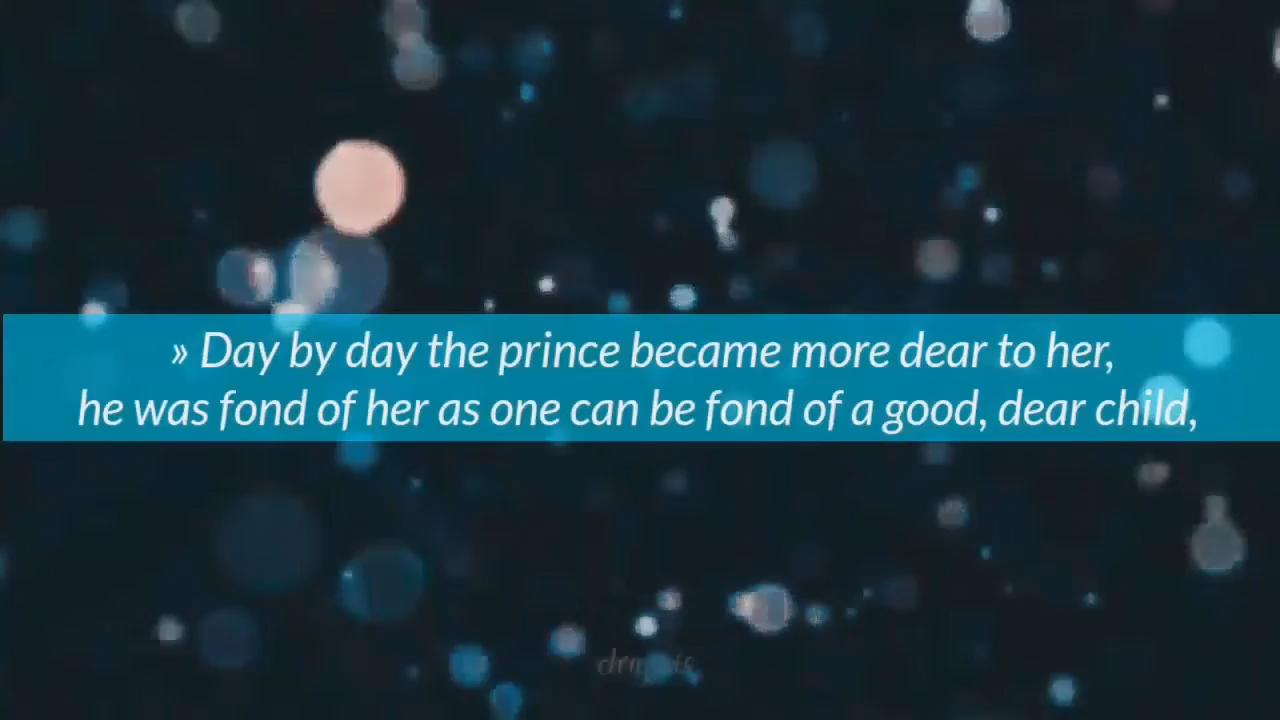 » Day by day the prince became more dear to her,
he was fond of her as one can be fond of a good, dear child,